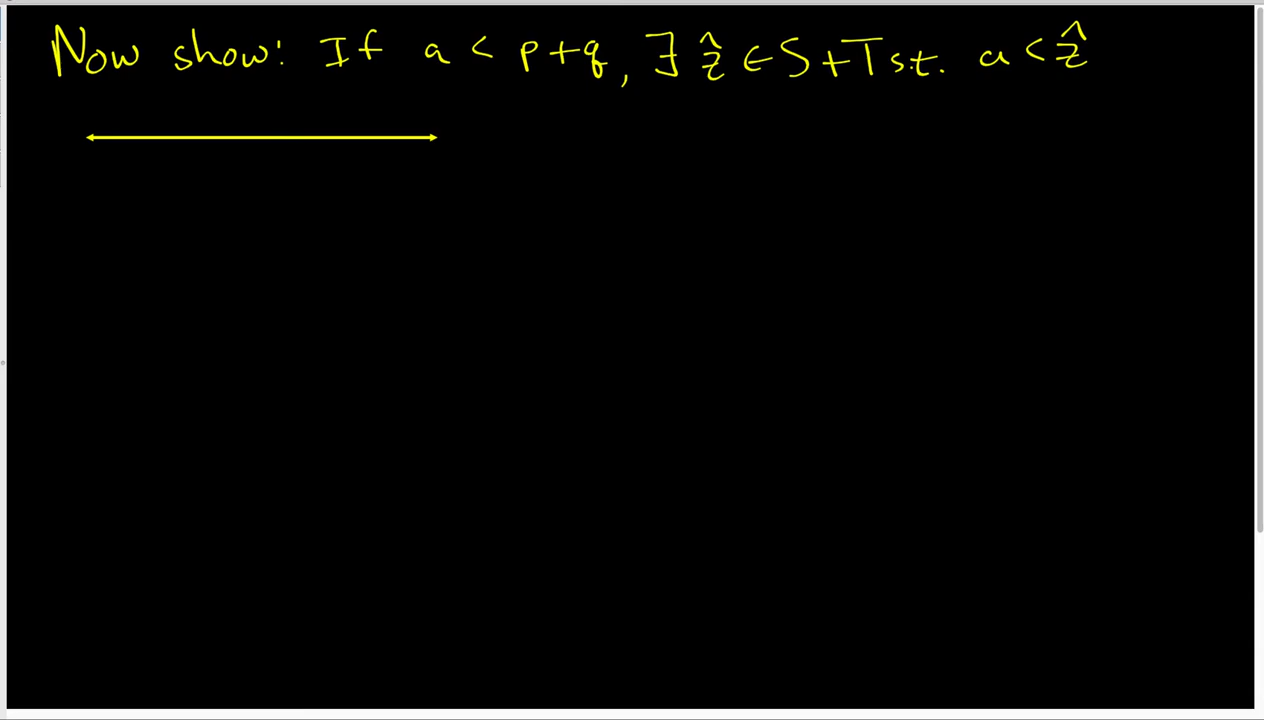 Now show: If a < p+q, ∃ ẑ ∈ S+T s.t. a < ẑ